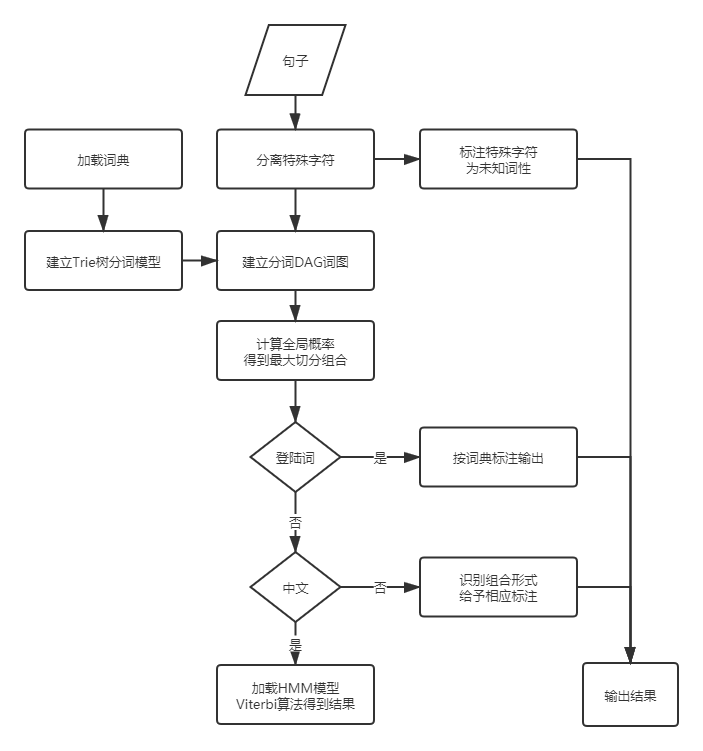 句子
加载词典
分离特殊字符
标注特殊字符
为未知词性
建立Trie树分词模型
建立分词DAG词图
计算全局概率
得到最大切分组合
登陆词
是
按词典标注输出
否
中文
否
识别组合形式
给予相应标注
是
加载HMM模型
Viterbi算法得到结果
输出结果